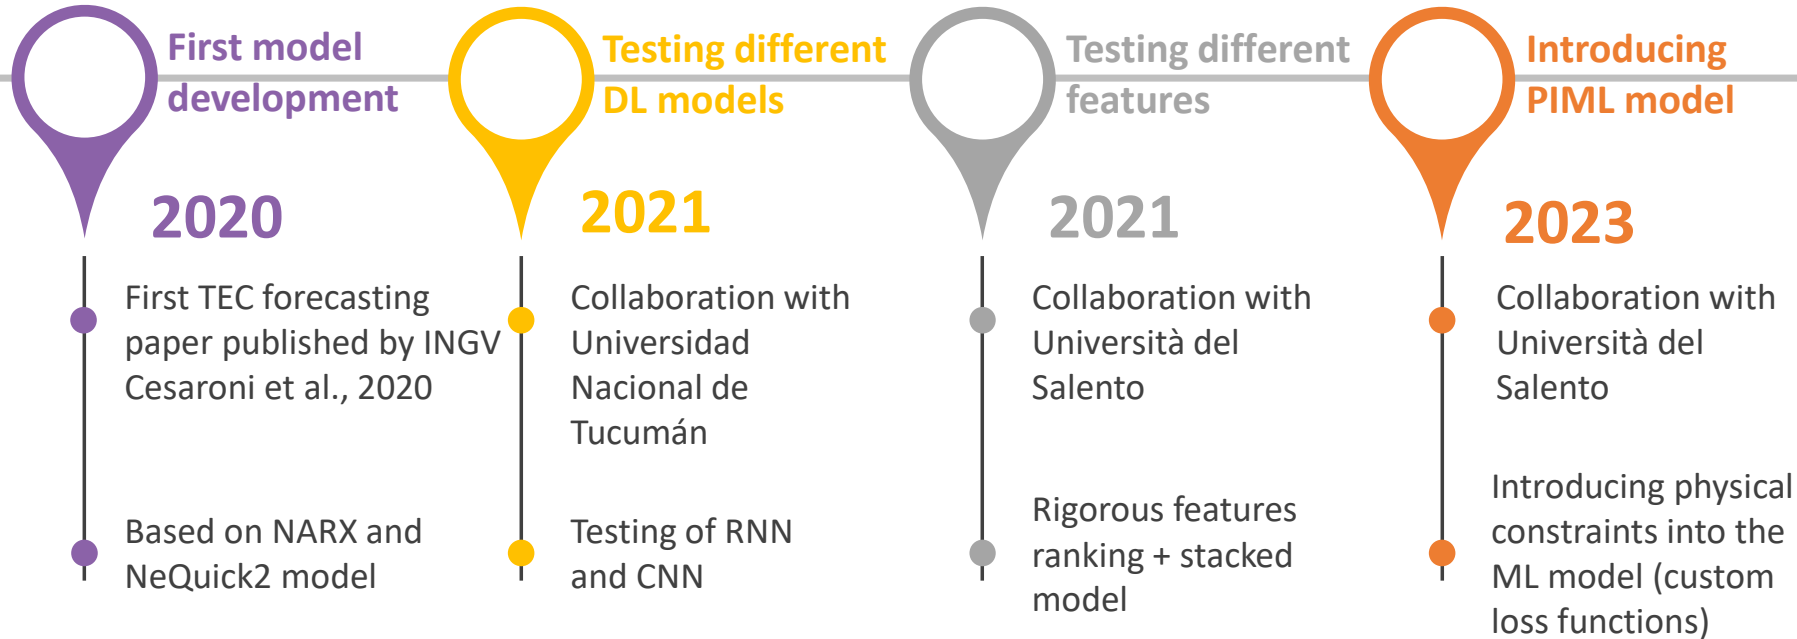 First model
development
2020
First TEC forecasting
paper published by INGV
Cesaroni et al., 2020
Based on NARX and
NeQuick2 model
Testing different
DL models
2021
Collaboration with
Universidad
Nacional de
Tucumán
Testing of RNN
and CNN
Testing different
features
2021
Collaboration with
Università del
Salento
Rigorous features
ranking + stacked
model
Introducing
PIML model
2023
Collaboration with
Università del
Salento
Introducing physical
constraints into the
ML model (custom
loss functions)